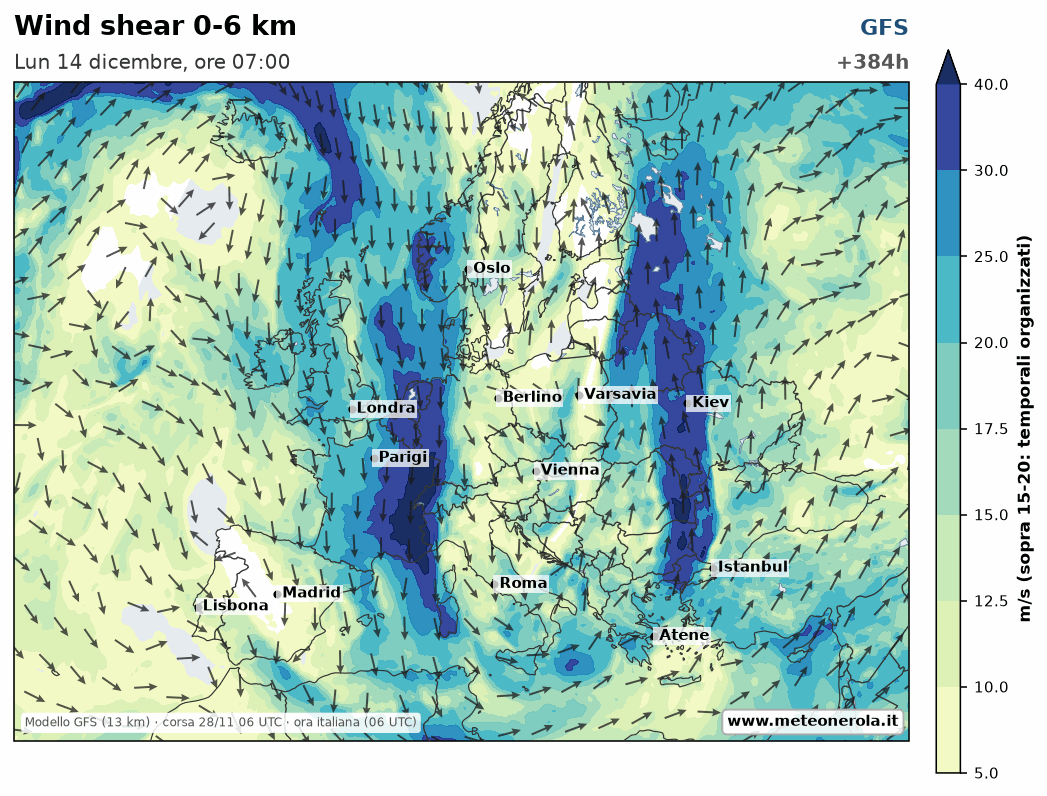 Wind shear 0-6 km
GFS
Lun 14 dicembre, ore 07:00
+384h
40.0
30.0
25.0
20.0
17.5
15.0
12.5
10.0
5.0
m/s (sopra 15-20: temporali organizzati)
Oslo
Berlino
Varsavia
Kiev
Londra
Parigi
Vienna
Istanbul
Roma
Madrid
Lisbona
Atene
Modello GFS (13 km) · corsa 28/11 06 UTC · ora italiana (06 UTC)
www.meteonerola.it